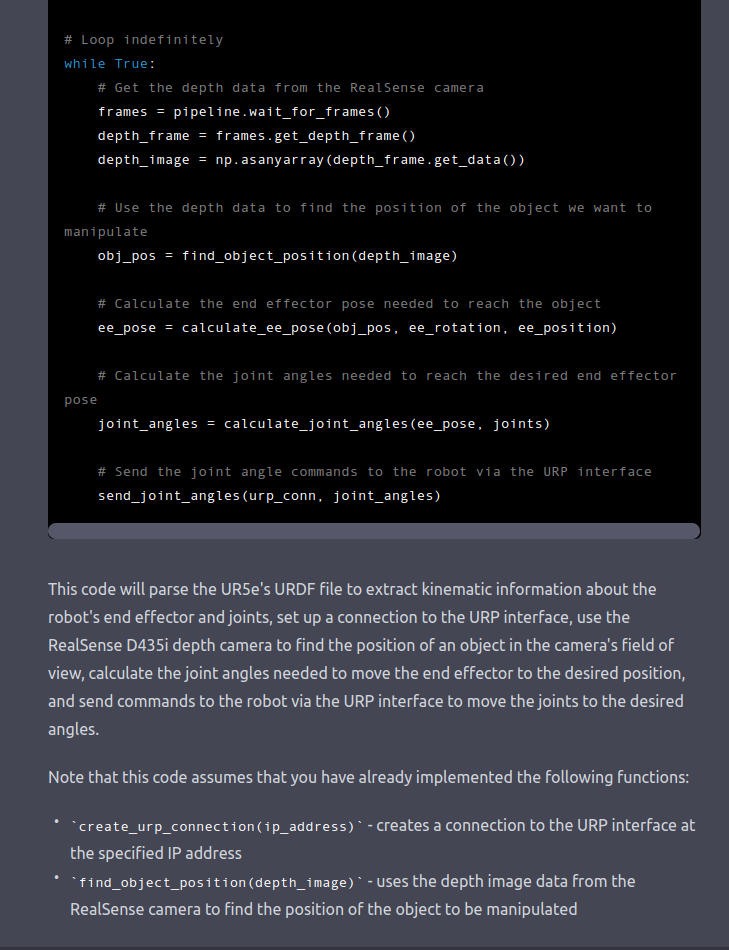 # Loop indefinitely
while True:
# Get the depth data from the RealSense camera
frames = pipeline.wait_for_frames()
depth_frame = frames.get_depth_frame()
depth_image = np.asanyarray(depth_frame.get_data())
# Use the depth data to find the position of the object we want to
manipulate
obj_pos = find_object_position(depth_image)
# Calculate the end effector pose needed to reach the object
ee_pose = calculate_ee_pose(obj_pos, ee_rotation, ee_position)
# Calculate the joint angles needed to reach the desired end effector
pose
joint_angles = calculate_joint_angles(ee_pose, joints)
# Send the joint angle commands to the robot via the URP interface
send_joint_angles(urp_conn, joint_angles)
This code will parse the UR5e's URDF file to extract kinematic information about the
robot's end effector and joints, set up a connection to the URP interface, use the
RealSense D435i depth camera to find the position of an object in the camera's field of
view, calculate the joint angles needed to move the end effector to the desired position,
and send commands to the robot via the URP interface to move the joints to the desired
angles.
Note that this code assumes that you have already implemented the following functions:
• `create_urp_connection(ip_address)` - creates a connection to the URP interface at
the specified IP address
• `find_object_position(depth_image)` - uses the depth image data from the
RealSense camera to find the position of the object to be manipulated